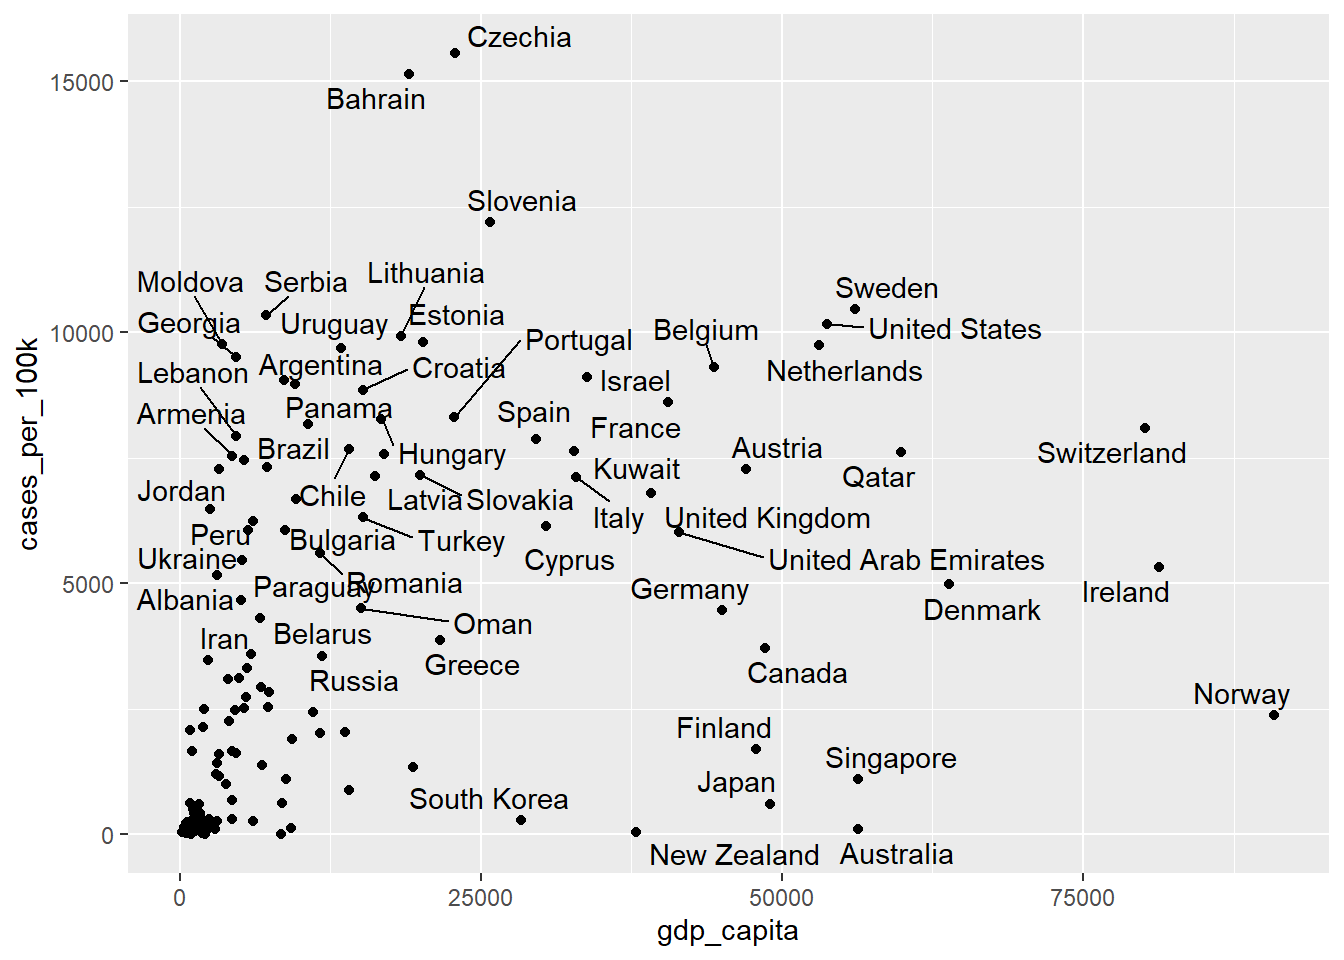 Czechia
15000
Bahrain
Slovenia
Lithuania
Moldova
Serbia
Sweden
Estonia
Georgia
Uruguay
10000
United States
Belgium
Portugal
Argentina
Croatia
Netherlands
Lebanon
Israel
Panama
Spain
Armenia
France
Brazil
Hungary
Austria
Switzerland
Kuwait
Qatar
Jordan
Chile
Latvia
Slovakia
Italy
United Kingdom
Peru
Bulgaria
Turkey
Ukraine
Cyprus
United Arab Emirates
5000
Paraguay
Romania
Germany
Ireland
Albania
Denmark
Oman
Iran
Belarus
Greece
Canada
Russia
Norway
Finland
Singapore
Japan
South Korea
0
New Zealand
Australia
0
25000
50000
75000
gdp_capita
cases_per_100k